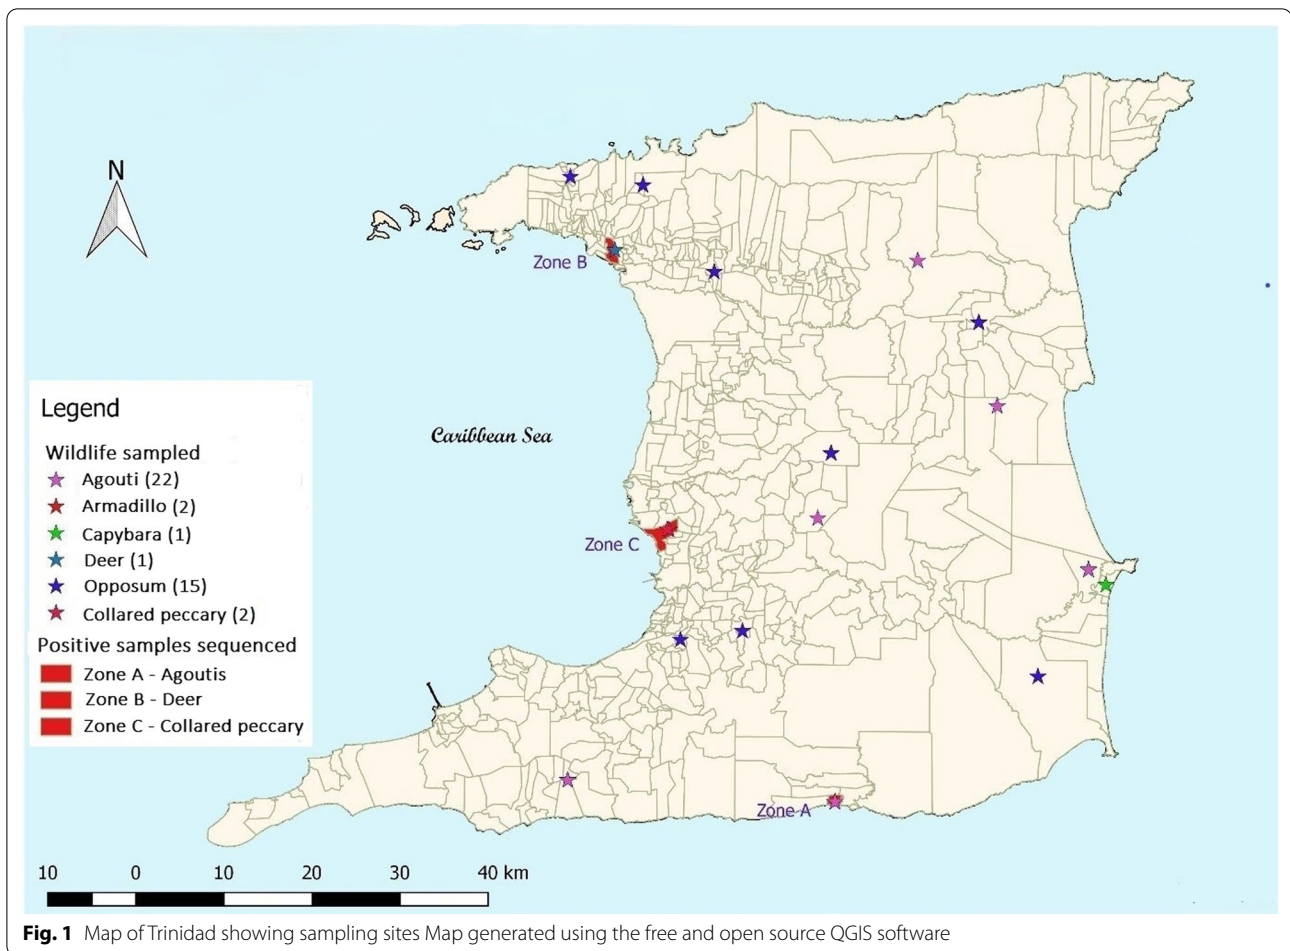 N
Zone B
Legend
Caribbean Sea
Wildlife sampled
Agouti (22)
Armadillo (2)
Capybara (1)
Deer (1)
Opposum (15)
Collared peccary (2)
Zone C
Positive samples sequenced
Zone A - Agoutis
Zone B - Deer
Zone C - Collared peccary
Zone A
10 0 10 20 30 40 km
Fig. 1 Map of Trinidad showing sampling sites Map generated using the free and open source QGIS software